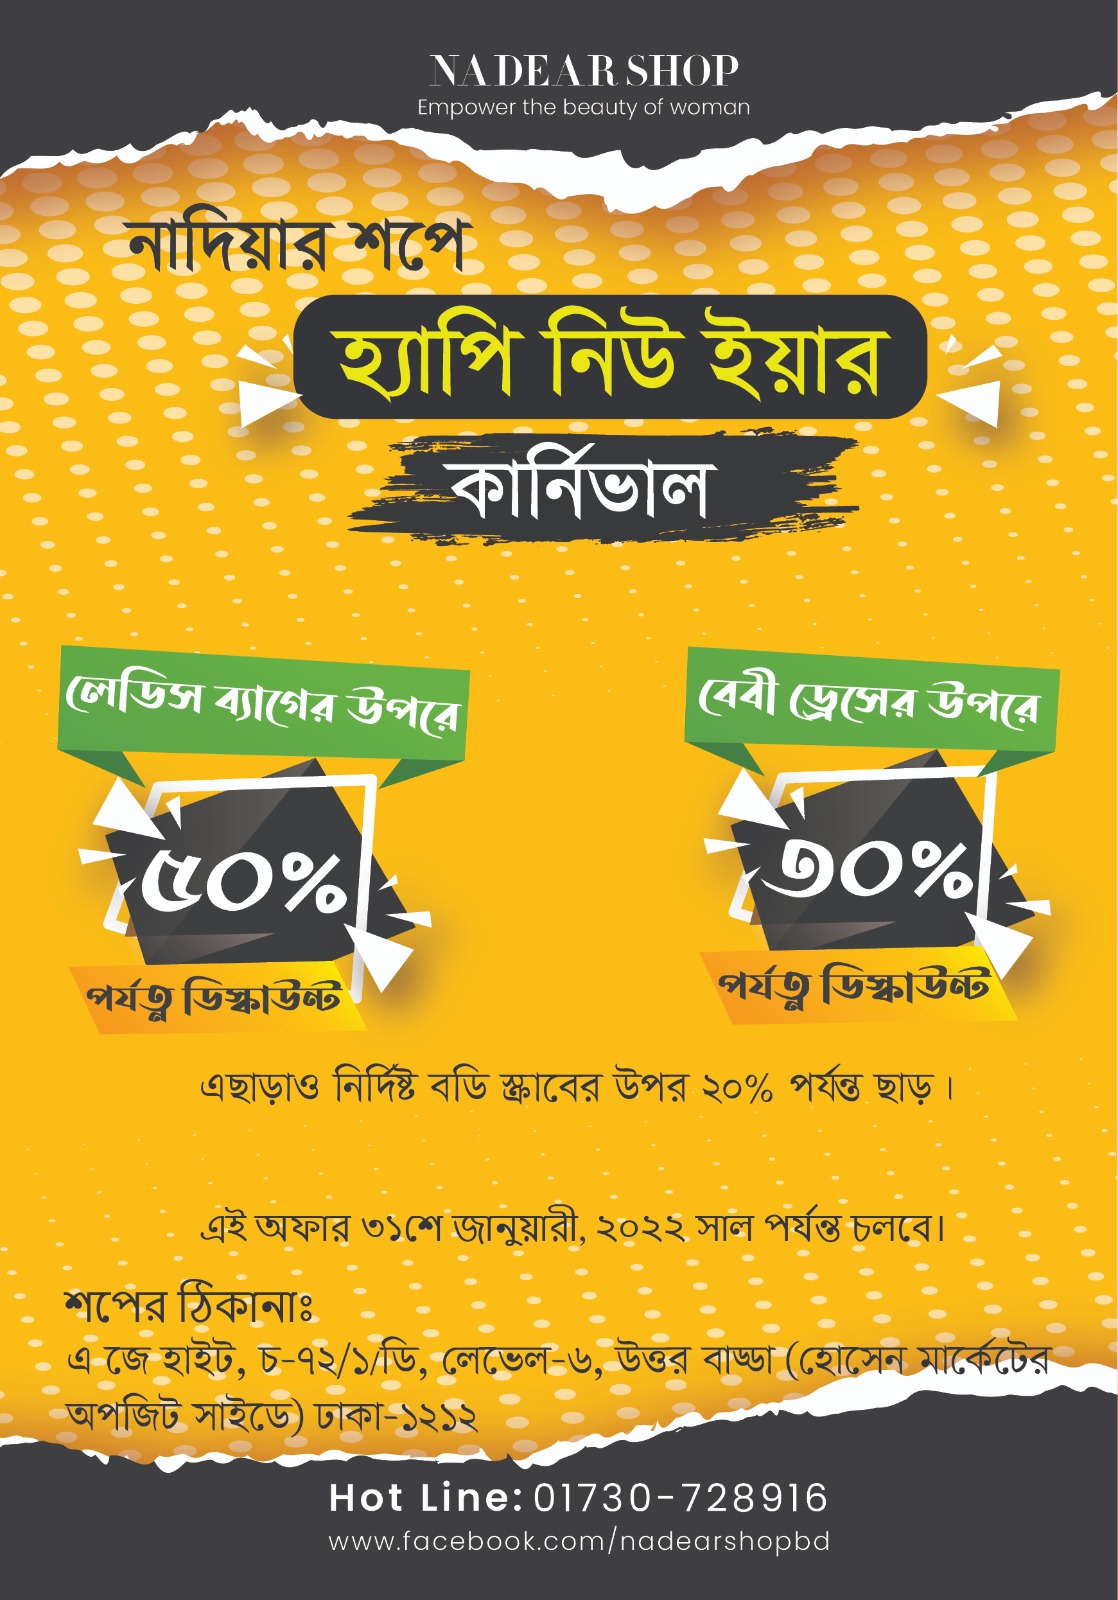 NADEAR SHOP
Empower the beauty of woman
নাদিয়ার শপে
হ্যাপি নিউ ইয়ার
কার্নিভাল
লেডিস ব্যাগের উপরে
৫০%
পর্যন্ত ডিস্কাউন্ট
বেবী ড্রেসের উপরে
৩০%
পর্যন্ত ডিস্কাউন্ট
এছাড়াও নির্দিষ্ট বডি স্ক্রাবের উপর ২০% পর্যন্ত ছাড়।
এই অফার ৩১শে জানুয়ারী, ২০২২ সাল পর্যন্ত চলবে।
শপের ঠিকানাঃ
এ জে হাইট, চ-৭২/১/ডি, লেভেল-৬, উত্তর বাড্ডা (হোসেন মার্কেটের
অপজিট সাইডে) ঢাকা-১২১২
Hot Line: 01730-728916
www.facebook.com/nadearshopbd